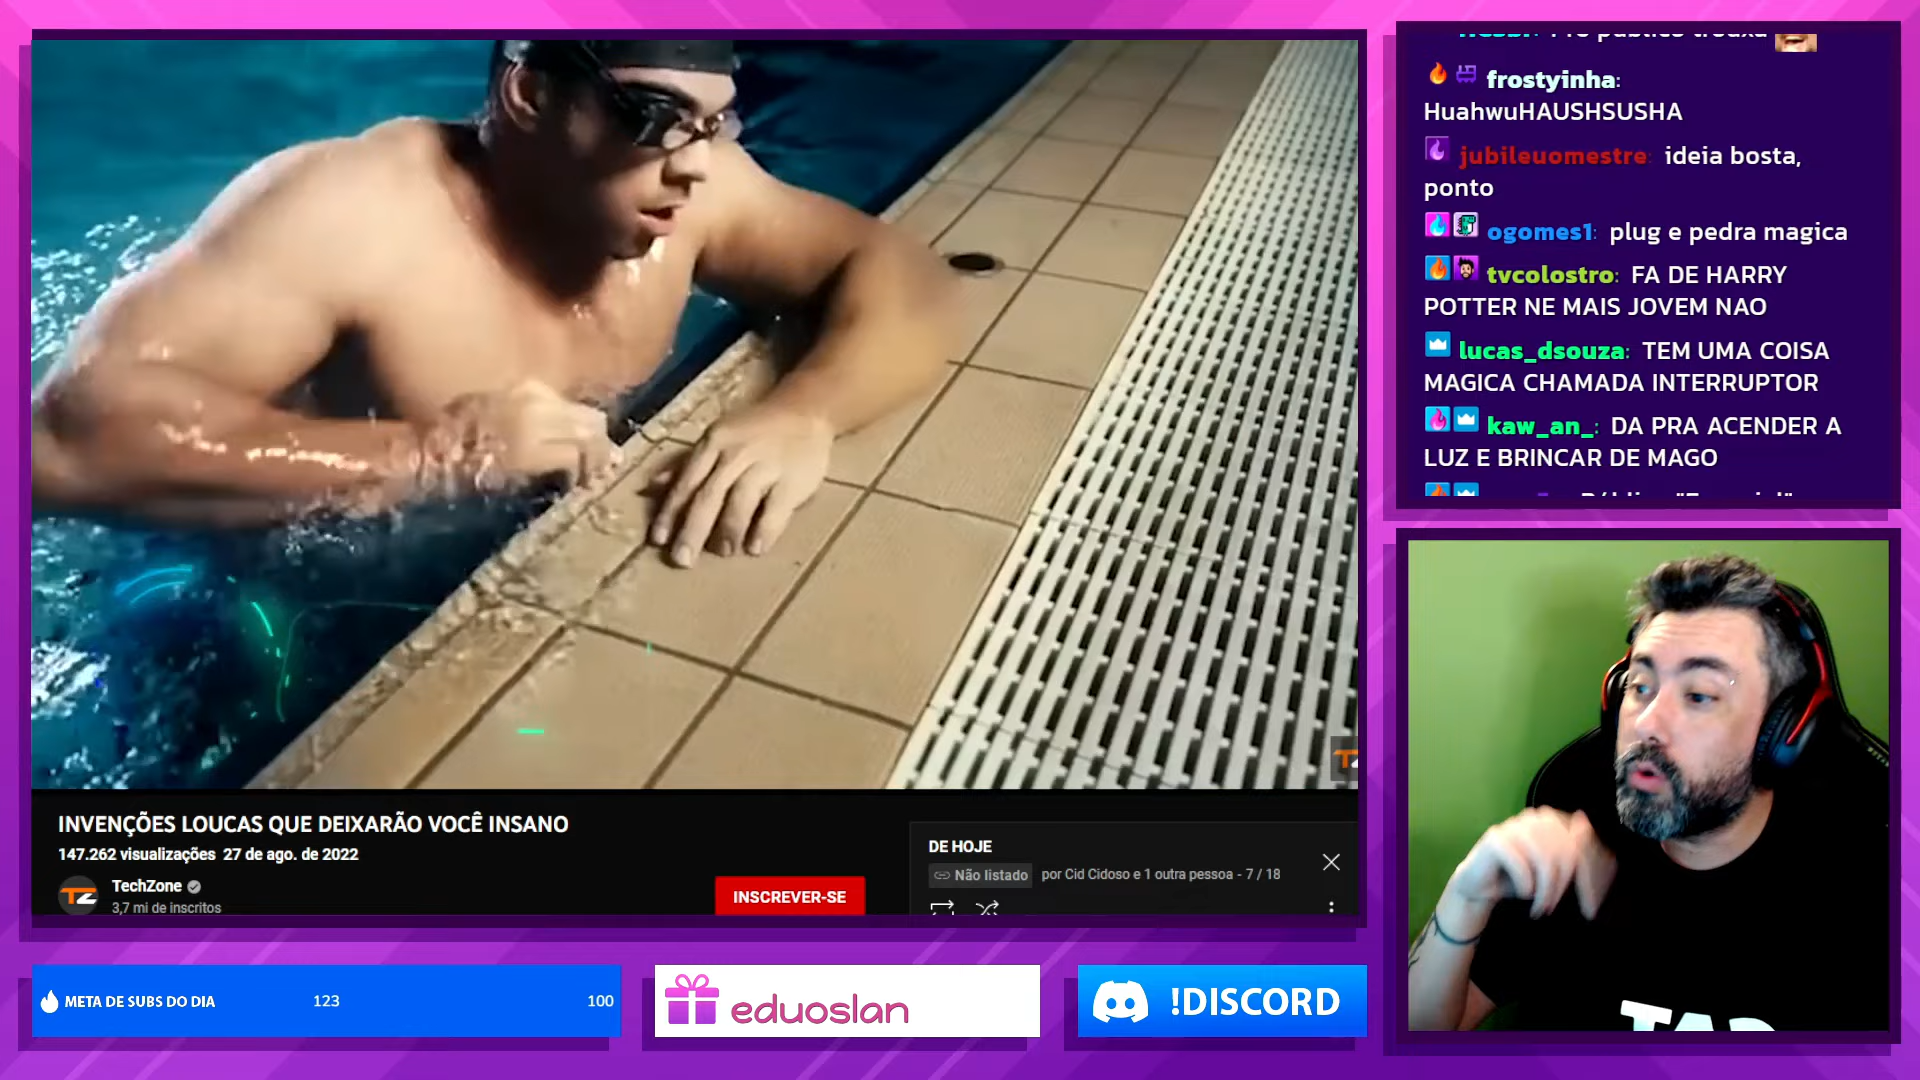 frostyinha:
HuahwuHAUSHSUSHA
jubileuomestre: ideia bosta,
ponto
ogomes1: plug e pedra magica
tvcolostro: FA DE HARRY
POTTER NE MAIS JOVEM NAO
lucas_dsouza: TEM UMA COISA
MAGICA CHAMADA INTERRUPTOR
kaw_an_: DA PRA ACENDER A
LUZ E BRINCAR DE MAGO
TZ
INVENÇÕES LOUCAS QUE DEIXARÃO VOCÊ INSANO
147.262 visualizações 27 de ago. de 2022
TZ
TechZone
3,7 mi de inscritos
INSCREVER-SE
DE HOJE
Não listado por Cid Cidoso e 1 outra pessoa - 7 / 18
META DE SUBS DO DIA 123 100
eduoslan
!DISCORD